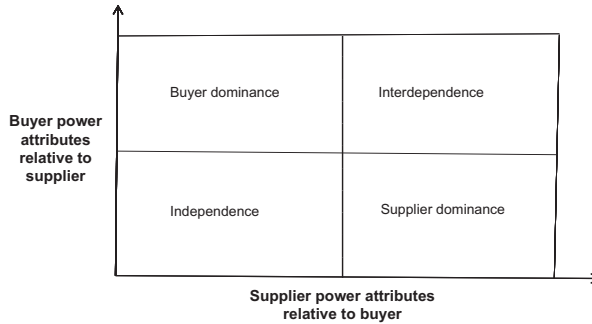 Buyer dominance
Interdependence
Buyer power
attributes
relative to
supplier
Independence
Supplier dominance
Supplier power attributes
relative to buyer